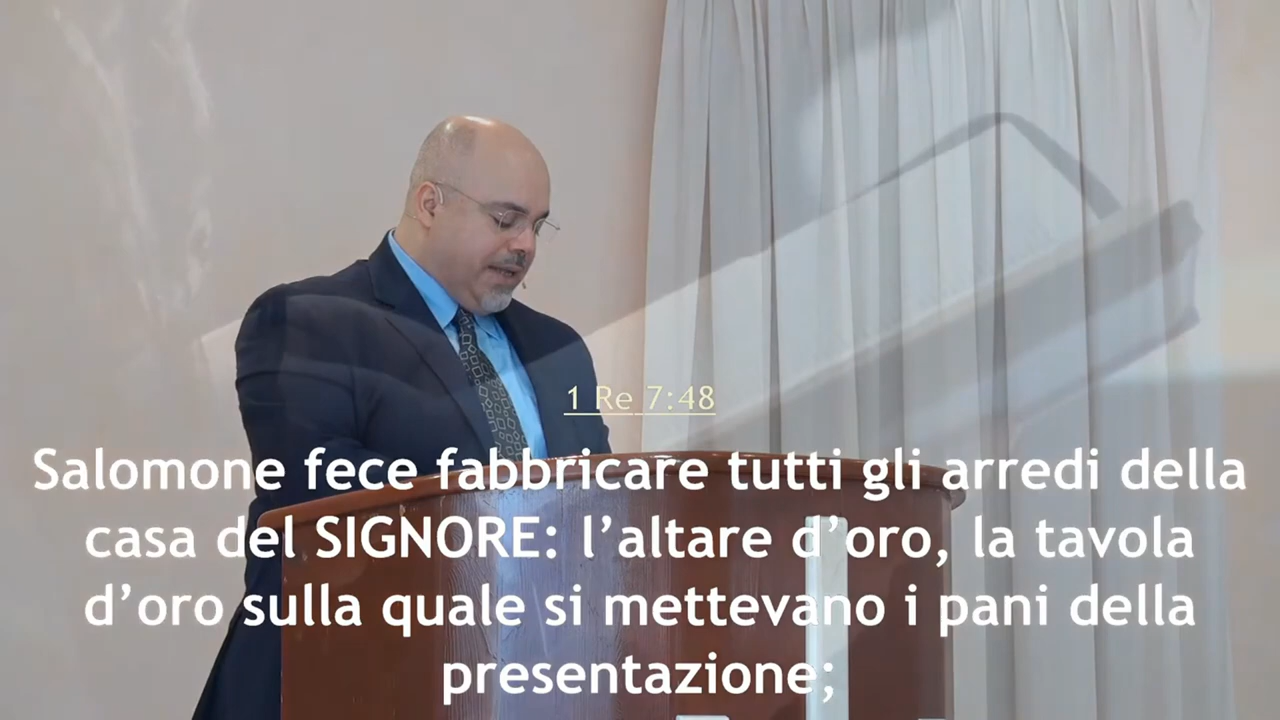 1 Re 7:48
Salomone fece fabbricare tutti gli arredi della
casa del SIGNORE: l’altare d’oro, la tavola
d’oro sulla quale si mettevano i pani della
presentazione;